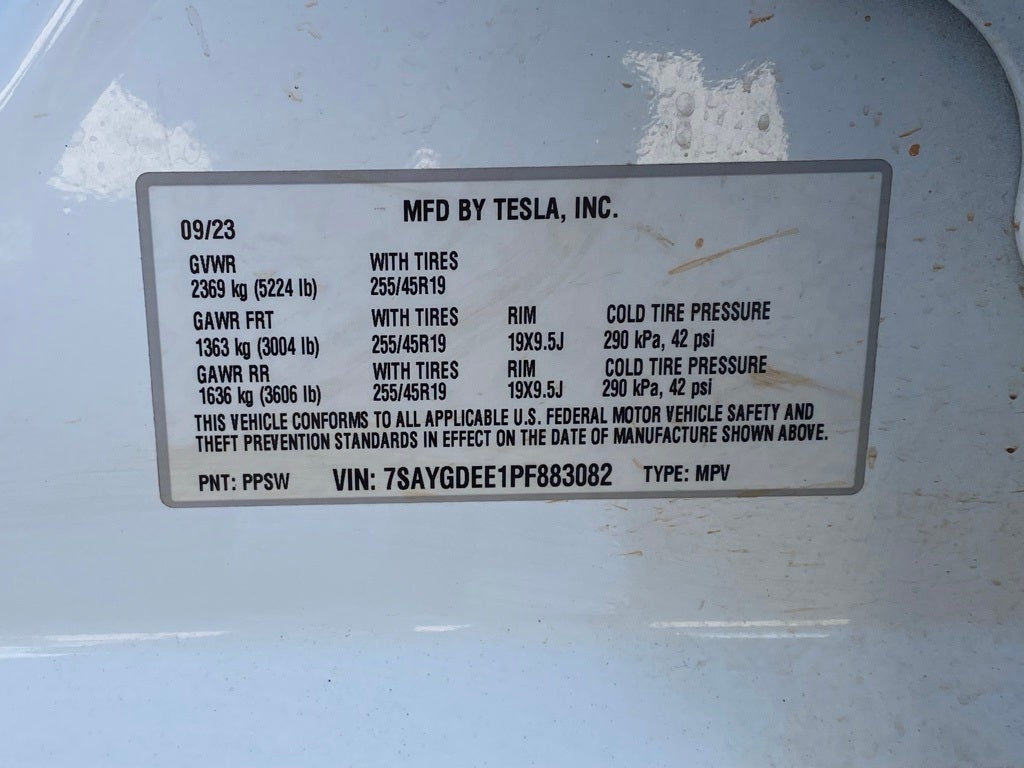 MFD BY TESLA, INC.
09/23
GVWR WITH TIRES
2369 kg (5224 lb) 255/45R19
GAWR FRT WITH TIRES RIM COLD TIRE PRESSURE
1363 kg (3004 lb) 255/45R19 19X9.5J 290 kPa, 42 psi
GAWR RR WITH TIRES RIM COLD TIRE PRESSURE
1636 kg (3606 lb) 255/45R19 19X9.5J 290 kPa, 42 psi
THIS VEHICLE CONFORMS TO ALL APPLICABLE U.S. FEDERAL MOTOR VEHICLE SAFETY AND
THEFT PREVENTION STANDARDS IN EFFECT ON THE DATE OF MANUFACTURE SHOWN ABOVE.
PNT: PPSW VIN: 7SAYGDEE1PF883082 TYPE: MPV